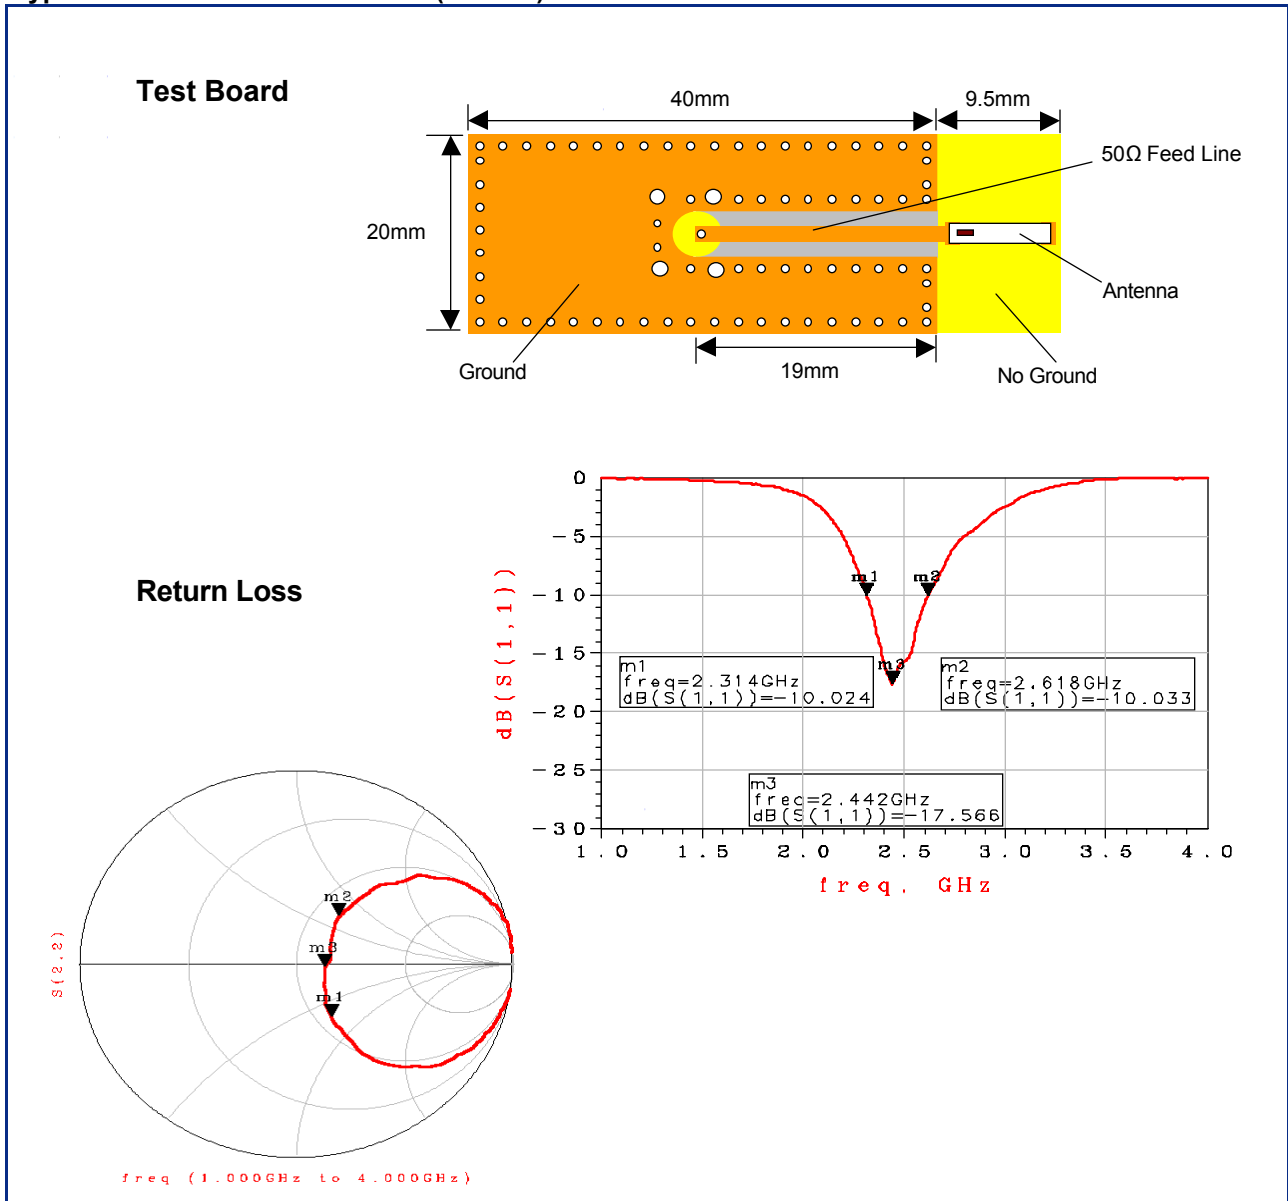 Test Board
40mm
9.5mm
50Ω Feed Line
20mm
Antenna
Ground
19mm
No Ground
Return Loss
dB(S(1,1))
0
-5
-10
-15
-20
-25
-30
m1
m2
m3
m1
freq=2.314GHz
dB(S(1,1))=-10.024
m2
freq=2.618GHz
dB(S(1,1))=-10.033
m3
freq=2.442GHz
dB(S(1,1))=-17.566
1.0 1.5 2.0 2.5 3.0 3.5 4.0
freq, GHz
S(2,2)
m2
m3
m1
freq (1.000GHz to 4.000GHz)